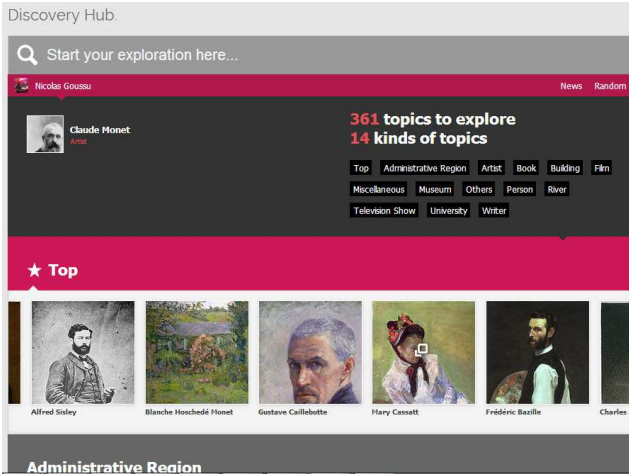 Discovery Hub.
Start your exploration here...
Nicolas Goussu
News Random
Claude Monet
Artist
361 topics to explore
14 kinds of topics
Top Administrative Region Artist Book Building Film
Miscellaneous Museum Others Person River
Television Show University Writer
★ Top
Alfred Sisley Blanche Hoschedé Monet Gustave Caillebotte Mary Cassatt Frédéric Bazille Charles
Administrative Region